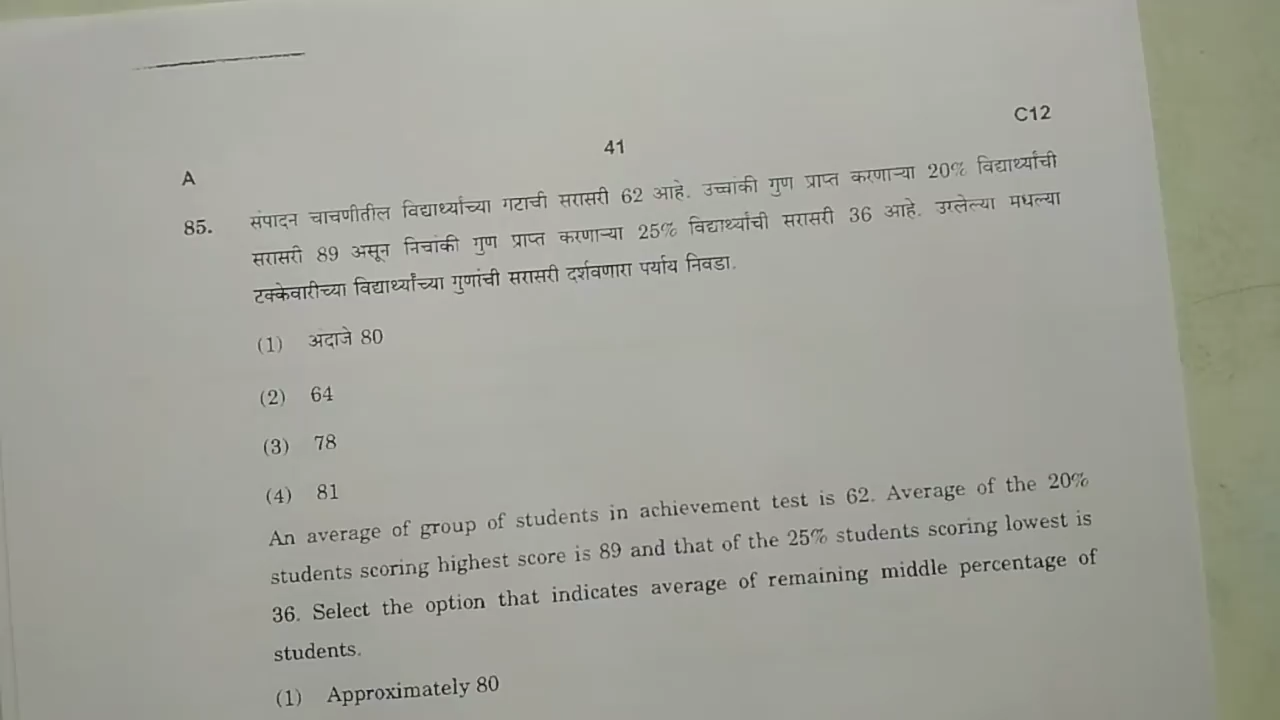 C12
41
A
85. संपादन चाचणीतील विद्यार्थ्यांच्या गटाची सरासरी 62 आहे. उच्चांकी गुण प्राप्त करणाऱ्या 20% विद्यार्थ्यांची
सरासरी 89 असून निचांकी गुण प्राप्त करणाऱ्या 25% विद्यार्थ्यांची सरासरी 36 आहे. उरलेल्या मधल्या
टक्केवारीच्या विद्यार्थ्यांच्या गुणांची सरासरी दर्शवणारा पर्याय निवडा.
(1) अंदाजे 80
(2) 64
(3) 78
(4) 81
An average of group of students in achievement test is 62. Average of the 20%
students scoring highest score is 89 and that of the 25% students scoring lowest is
36. Select the option that indicates average of remaining middle percentage of
students.
(1) Approximately 80